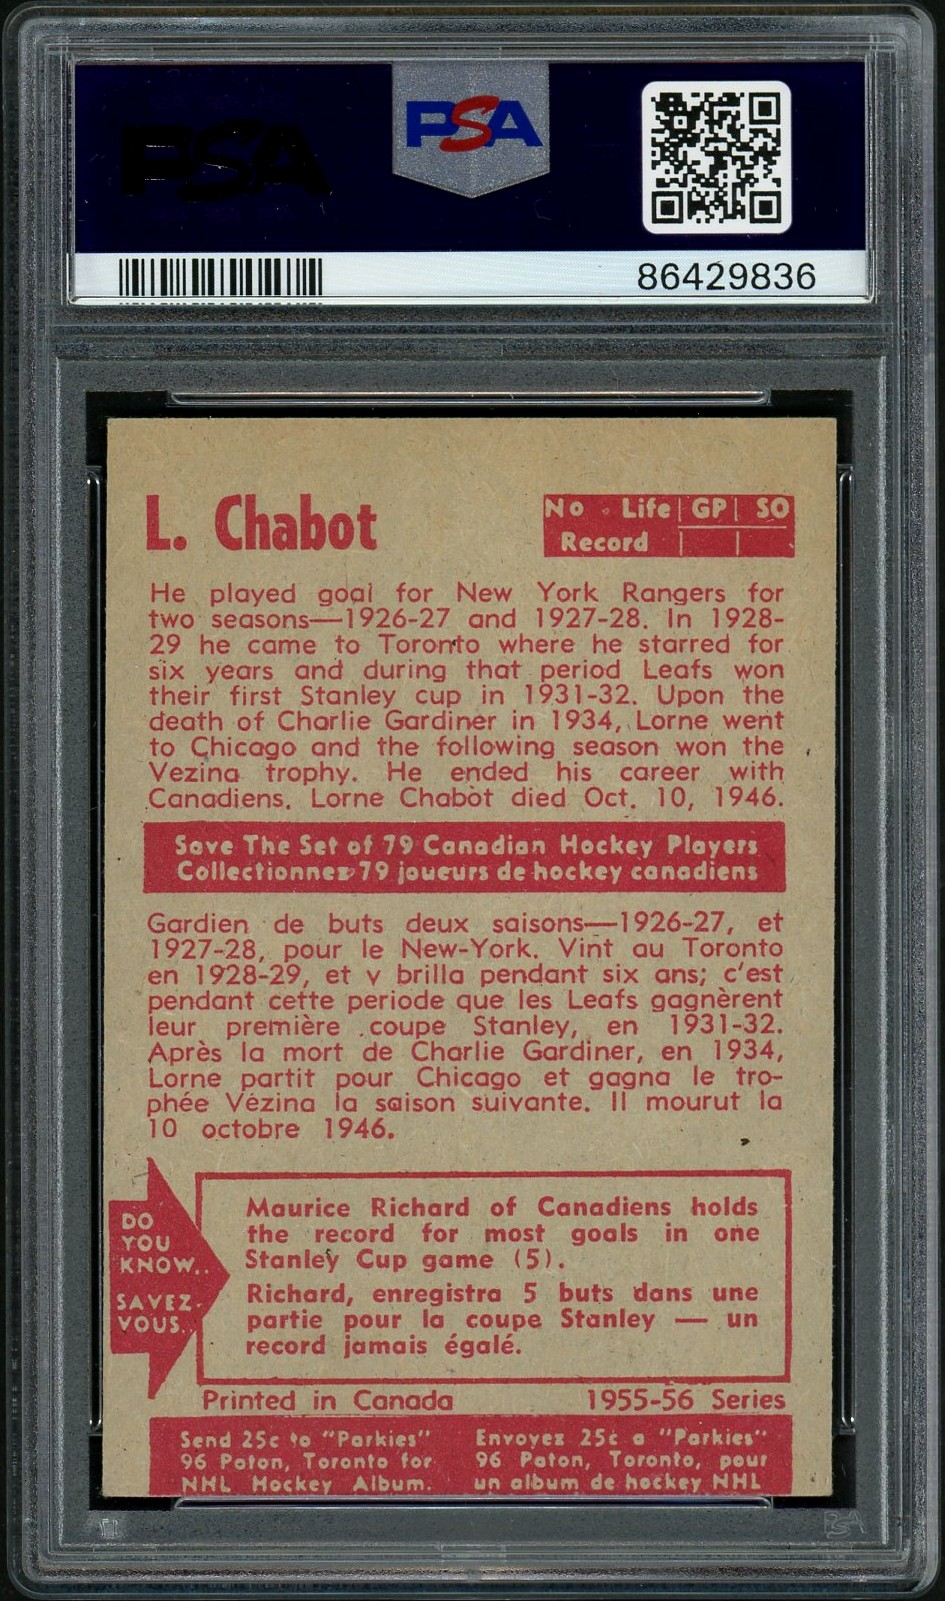 PSA
PSA
86429836
L. Chabot
No. Life GP SO
Record
He played goal for New York Rangers for
two seasons—1926-27 and 1927-28. In 1928-
29 he came to Toronto where he starred for
six years and during that period Leafs won
their first Stanley cup in 1931-32. Upon the
death of Charlie Gardiner in 1934, Lorne went
to Chicago and the following season won the
Vezina trophy. He ended his career with
Canadiens. Lorne Chabot died Oct. 10, 1946.
Save The Set of 79 Canadian Hockey Players
Collectionnez 79 joueurs de hockey canadiens
Gardien de buts deux saisons—1926-27, et
1927-28, pour le New-York. Vint au Toronto
en 1928-29, et y brilla pendant six ans; c'est
pendant cette periode que les Leafs gagnèrent
leur première coupe Stanley, en 1931-32.
Après la mort de Charlie Gardiner, en 1934,
Lorne partit pour Chicago et gagna le tro-
phée Vézina la saison suivante. Il mourut la
10 octobre 1946.
DO
YOU
KNOW..
SAVEZ-
VOUS..
Maurice Richard of Canadiens holds
the record for most goals in one
Stanley Cup game (5).
Richard, enregistra 5 buts dans une
partie pour la coupe Stanley — un
record jamais égalé.
Printed in Canada 1955-56 Series
Send 25c to "Parkies"
96 Paton, Toronto for
NHL Hockey Album.
Envoyez 25c a "Parkies"
96 Paton, Toronto, pour
un album de hockey NHL
PSA